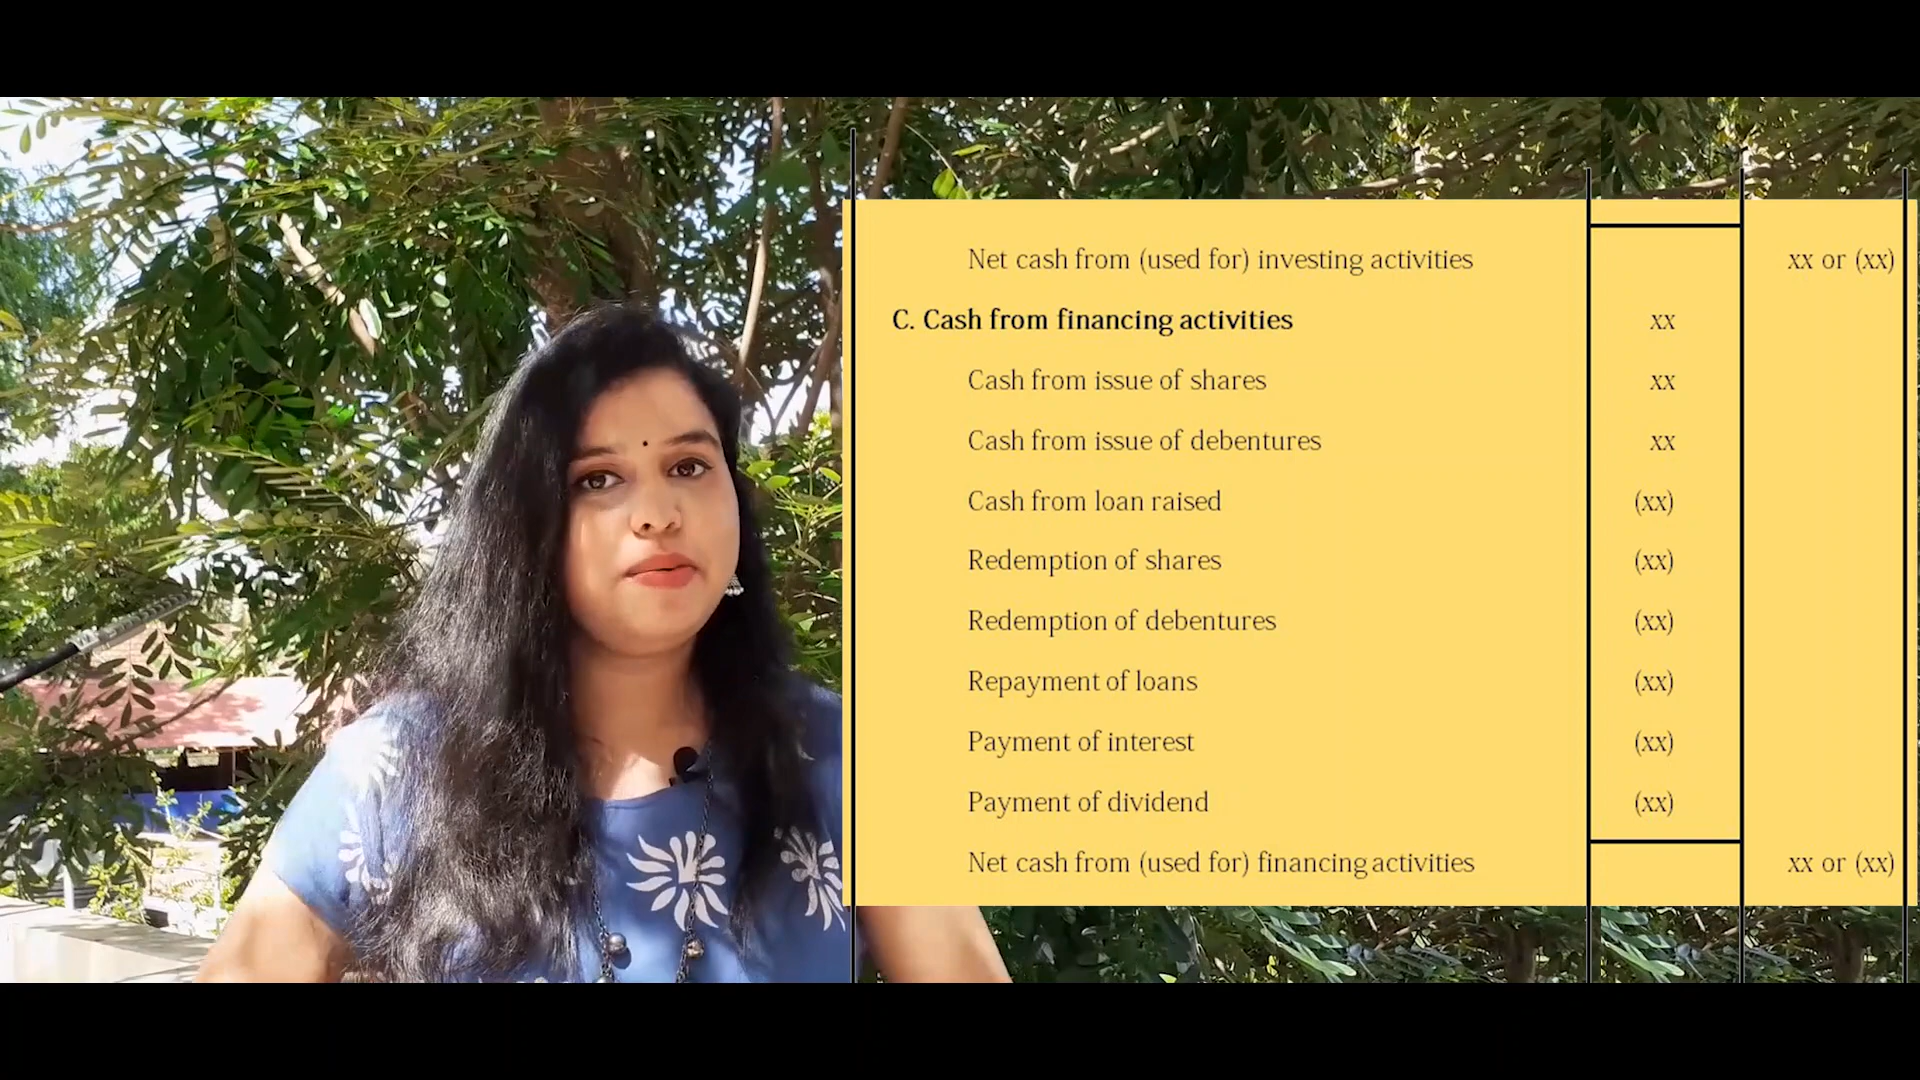 Net cash from (used for) investing activities xx or (xx)
C. Cash from financing activities xx
Cash from issue of shares xx
Cash from issue of debentures xx
Cash from loan raised (xx)
Redemption of shares (xx)
Redemption of debentures (xx)
Repayment of loans (xx)
Payment of interest (xx)
Payment of dividend (xx)
Net cash from (used for) financing activities xx or (xx)